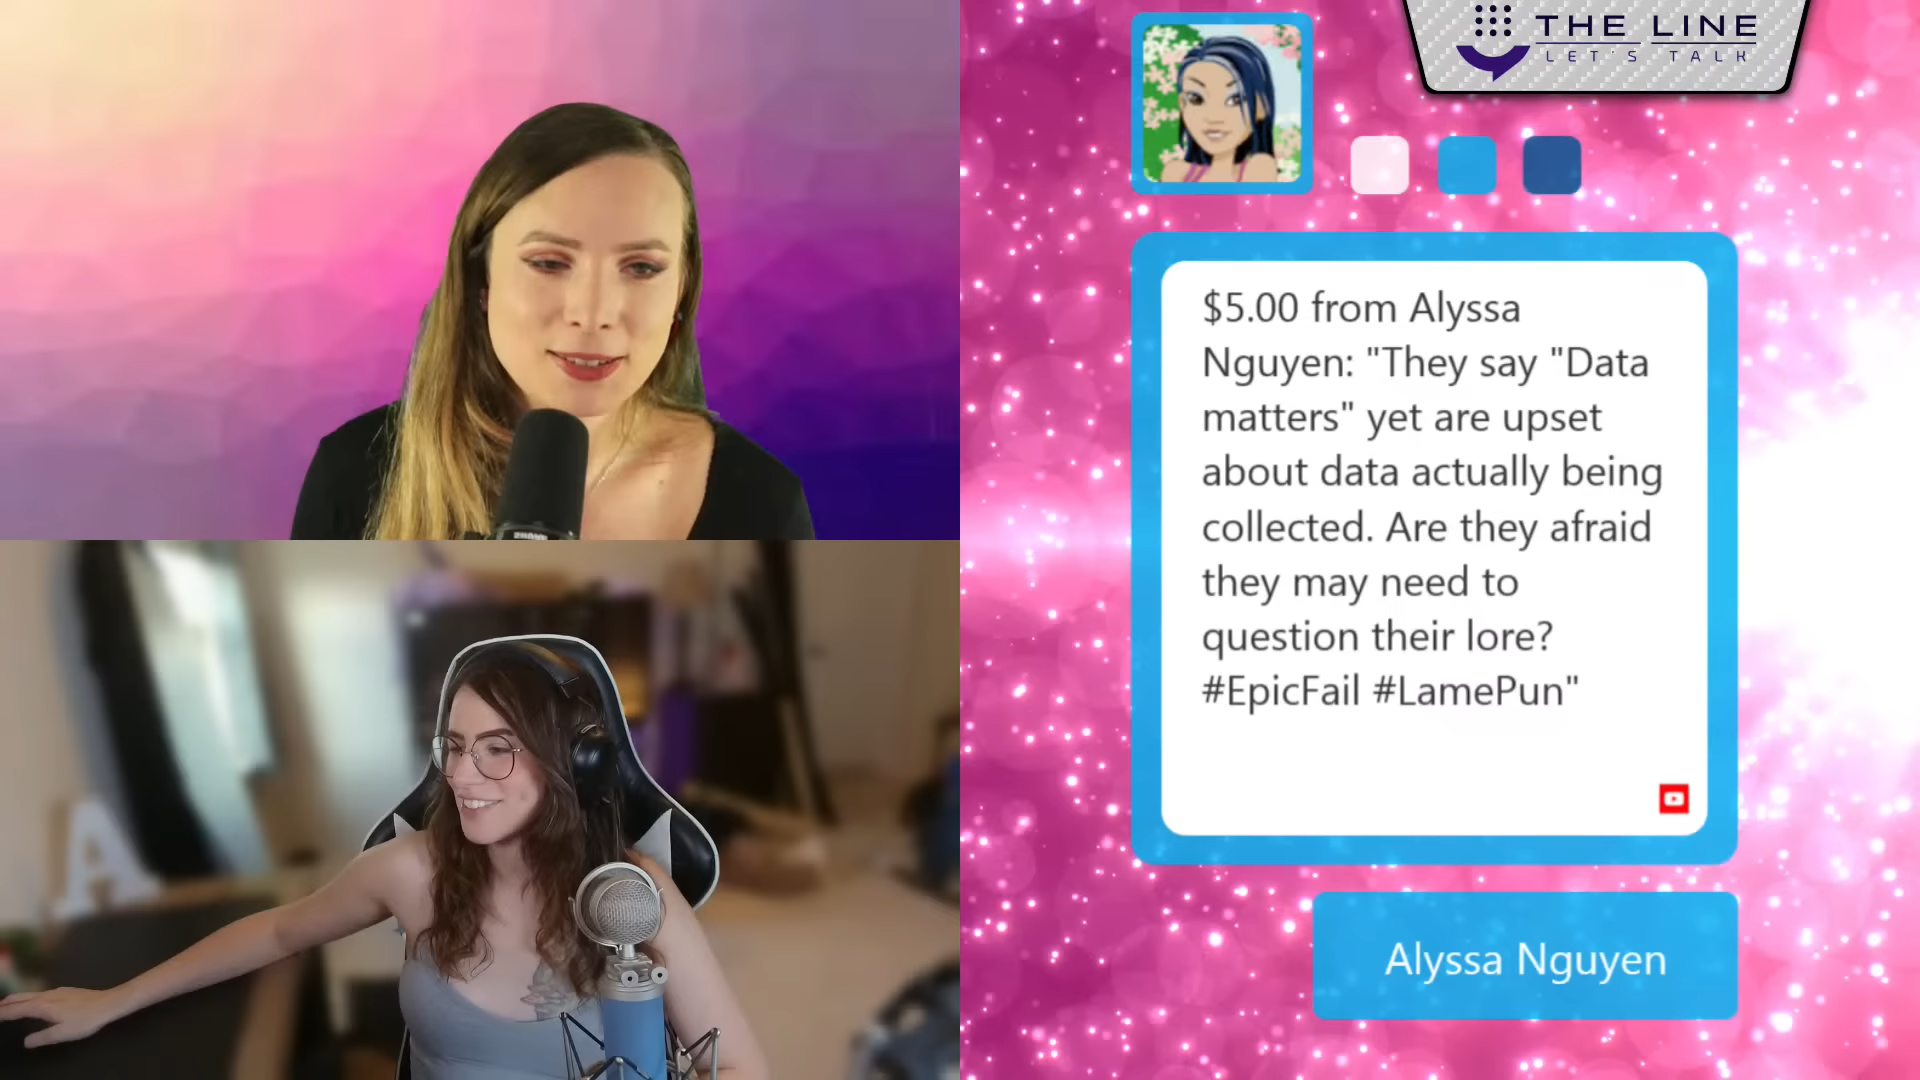 THE LINE
LET'S TALK
$5.00 from Alyssa
Nguyen: "They say "Data
matters" yet are upset
about data actually being
collected. Are they afraid
they may need to
question their lore?
#EpicFail #LamePun"
Alyssa Nguyen